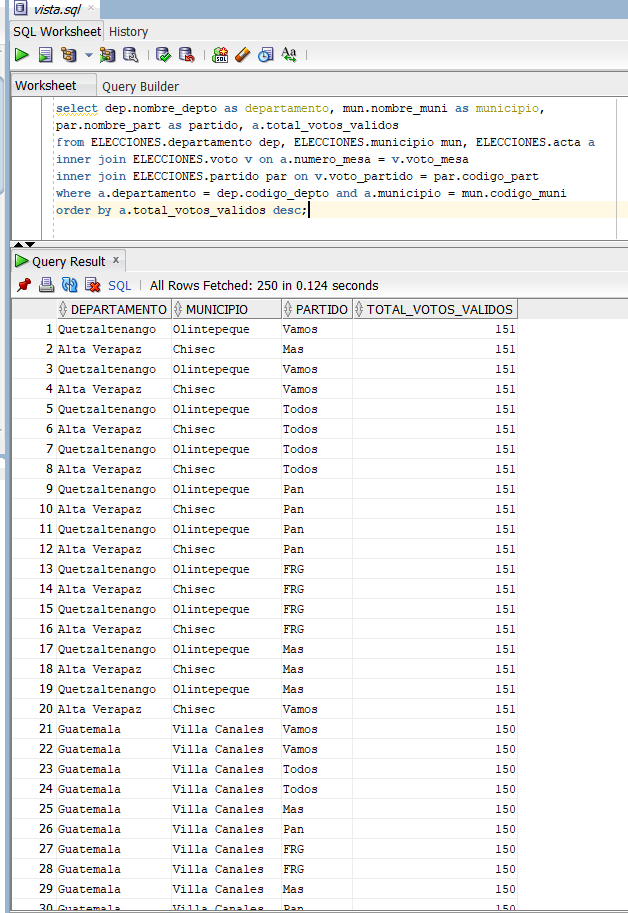 vista.sql
SQL Worksheet History
Worksheet Query Builder
select dep.nombre_depto as departamento, mun.nombre_muni as municipio,
par.nombre_part as partido, a.total_votos_validos
from ELECCIONES.departamento dep, ELECCIONES.municipio mun, ELECCIONES.acta a
inner join ELECCIONES.voto v on a.numero_mesa = v.voto_mesa
inner join ELECCIONES.partido par on v.voto_partido = par.codigo_part
where a.departamento = dep.codigo_depto and a.municipio = mun.codigo_muni
order by a.total_votos_validos desc;
Query Result
SQL | All Rows Fetched: 250 in 0.124 seconds
DEPARTAMENTO MUNICIPIO PARTIDO TOTAL_VOTOS_VALIDOS
1 Quetzaltenango Olintepeque Vamos 151
2 Alta Verapaz Chisec Mas 151
3 Quetzaltenango Olintepeque Vamos 151
4 Alta Verapaz Chisec Vamos 151
5 Quetzaltenango Olintepeque Todos 151
6 Alta Verapaz Chisec Todos 151
7 Quetzaltenango Olintepeque Todos 151
8 Alta Verapaz Chisec Todos 151
9 Quetzaltenango Olintepeque Pan 151
10 Alta Verapaz Chisec Pan 151
11 Quetzaltenango Olintepeque Pan 151
12 Alta Verapaz Chisec Pan 151
13 Quetzaltenango Olintepeque FRG 151
14 Alta Verapaz Chisec FRG 151
15 Quetzaltenango Olintepeque FRG 151
16 Alta Verapaz Chisec FRG 151
17 Quetzaltenango Olintepeque Mas 151
18 Alta Verapaz Chisec Mas 151
19 Quetzaltenango Olintepeque Mas 151
20 Alta Verapaz Chisec Vamos 151
21 Guatemala Villa Canales Vamos 150
22 Guatemala Villa Canales Vamos 150
23 Guatemala Villa Canales Todos 150
24 Guatemala Villa Canales Todos 150
25 Guatemala Villa Canales Mas 150
26 Guatemala Villa Canales Pan 150
27 Guatemala Villa Canales FRG 150
28 Guatemala Villa Canales FRG 150
29 Guatemala Villa Canales Mas 150
30 Guatemala Villa Canales Pan 150